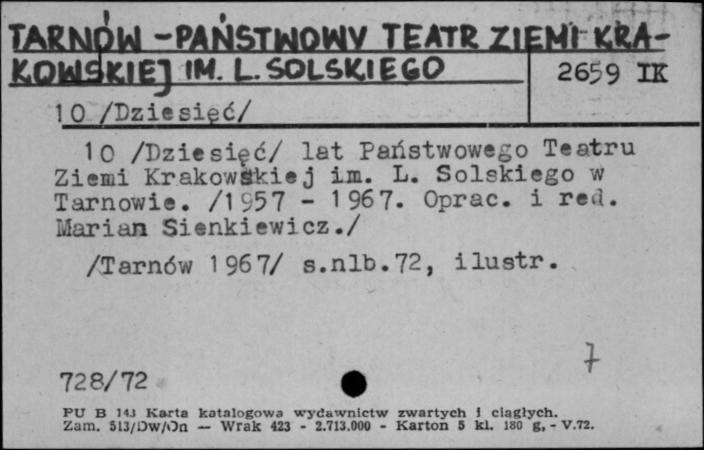 TARNÓW - PAŃSTWOWY TEATR ZIEMI KRA-
KOWSKIEJ IM. L. SOLSKIEGO
2659 IK
10 /Dziesięć/
10 /Dziesięć/ lat Państwowego Teatru
Ziemi Krakowskiej im. L. Solskiego w
Tarnowie. /1957 - 1967. Oprac. i red.
Marian Sienkiewicz./
/Tarnów 1967/ s.nlb.72, ilustr.
7
728/72
PU B 143 Karta katalogowa wydawnictw zwartych i ciągłych.
Zam. 513/Dw/On — Wrak 423 - 2.713.000 - Karton 5 kl. 180 g, - V.72.